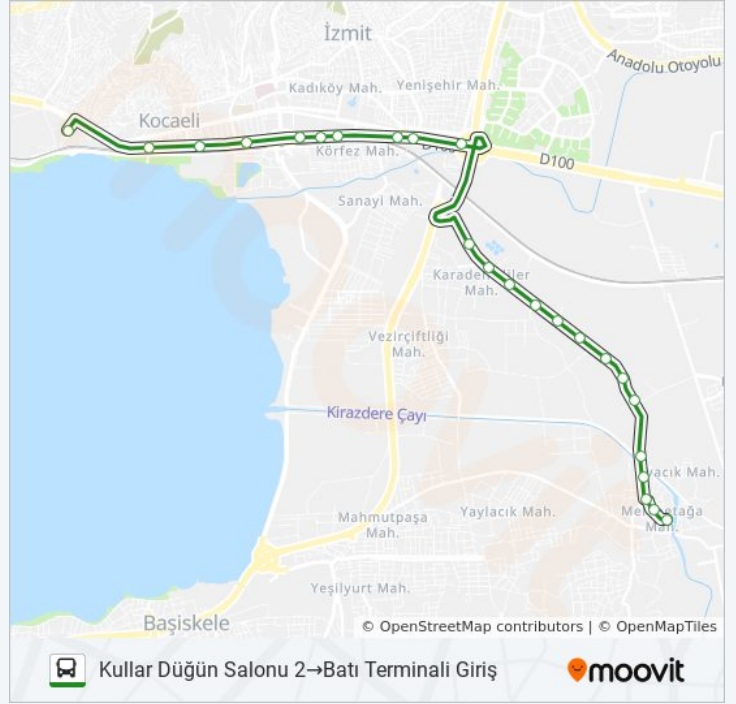 İzmit
Anadolu Otoyolu
Kadıköy Mah.
Yenişehir Mah.
Kocaeli
Körfez Mah.
D100
Sanayi Mah.
Mah.
Vezirçiftliği
Mah.
Kirazdere Çayı
Mahmutpaşa
Mah.
Yaylacık Mah.
Mah.
Yeşilyurt Mah.
Başiskele
© OpenStreetMap contributors | © OpenMapTiles
Kullar Düğün Salonu 2→Batı Terminali Giriş
moovit